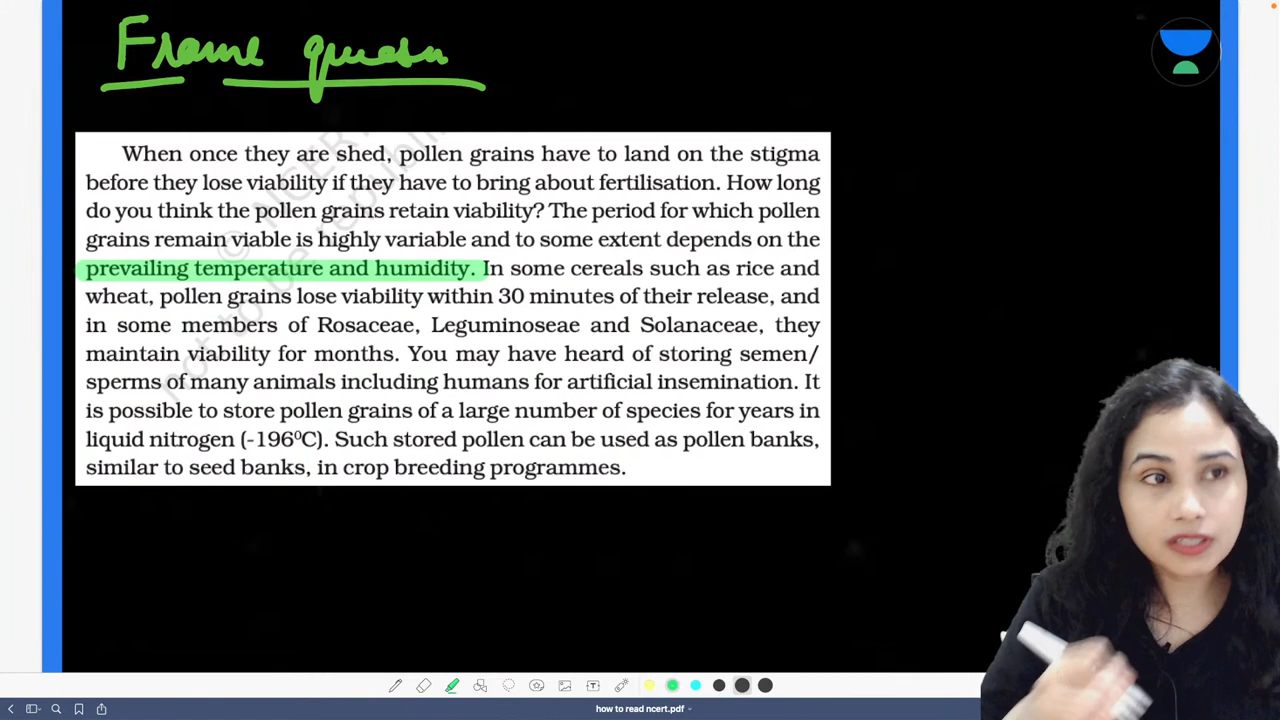 Frame quesn
When once they are shed, pollen grains have to land on the stigma
before they lose viability if they have to bring about fertilisation. How long
do you think the pollen grains retain viability? The period for which pollen
grains remain viable is highly variable and to some extent depends on the
prevailing temperature and humidity. In some cereals such as rice and
wheat, pollen grains lose viability within 30 minutes of their release, and
in some members of Rosaceae, Leguminoseae and Solanaceae, they
maintain viability for months. You may have heard of storing semen/
sperms of many animals including humans for artificial insemination. It
is possible to store pollen grains of a large number of species for years in
liquid nitrogen (-196⁰C). Such stored pollen can be used as pollen banks,
similar to seed banks, in crop breeding programmes.
© NCERT
not to be republi
how to read ncert.pdf